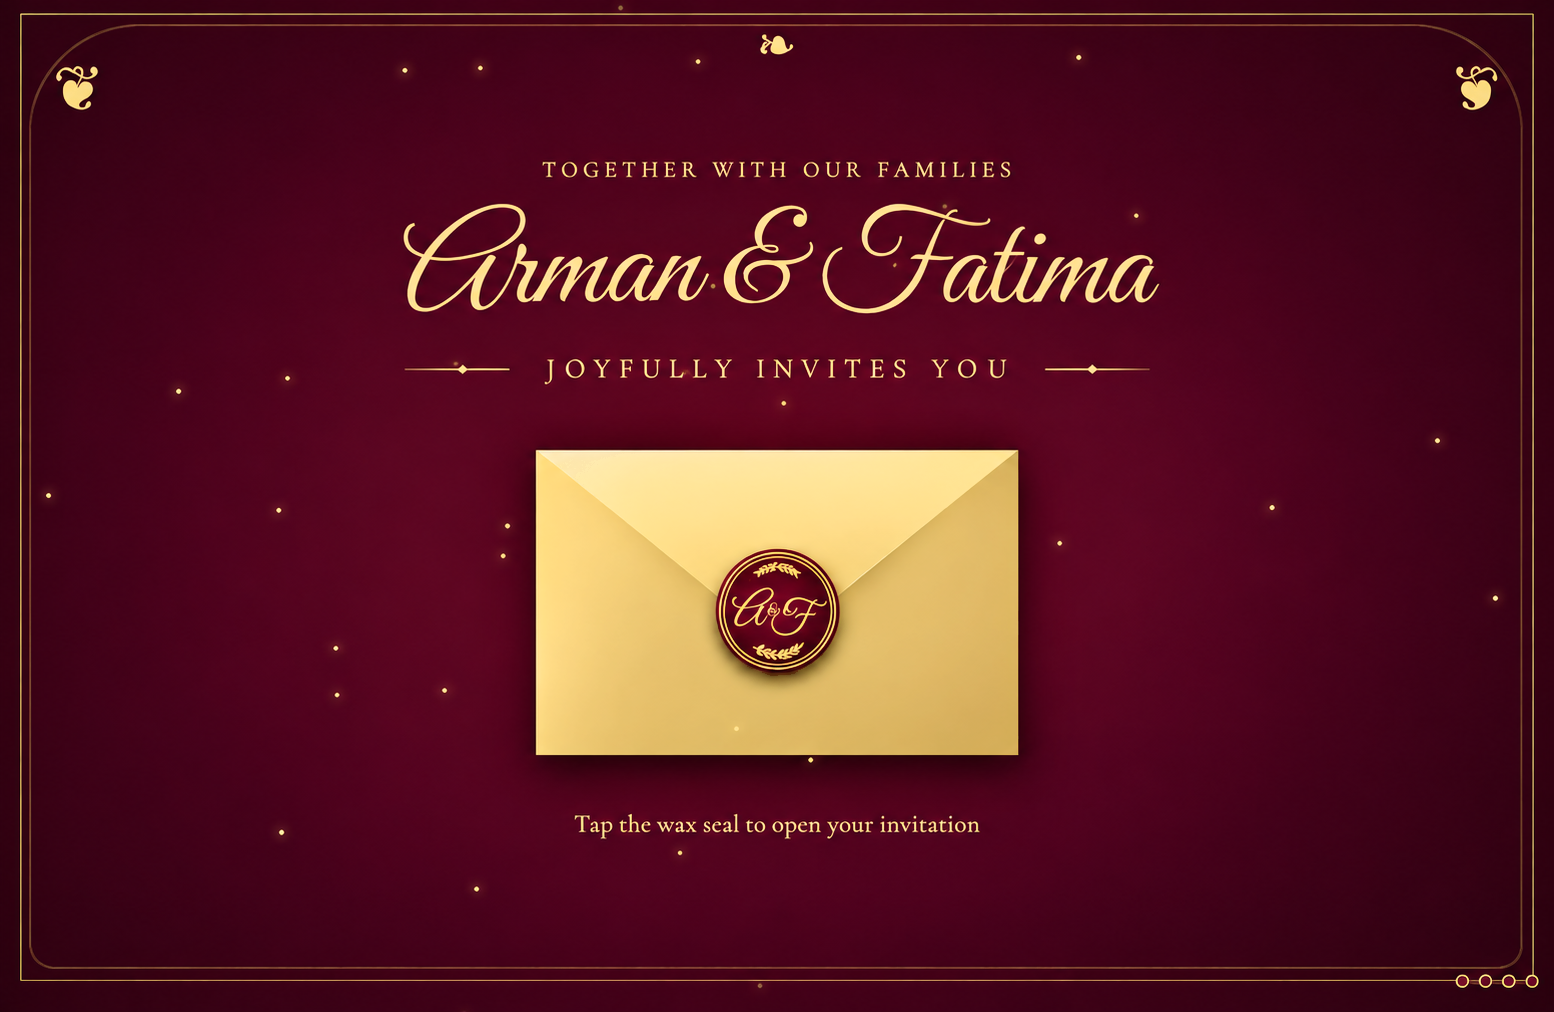 TOGETHER WITH OUR FAMILIES
Arman & Fatima
JOYFULLY INVITES YOU
A & F
Tap the wax seal to open your invitation